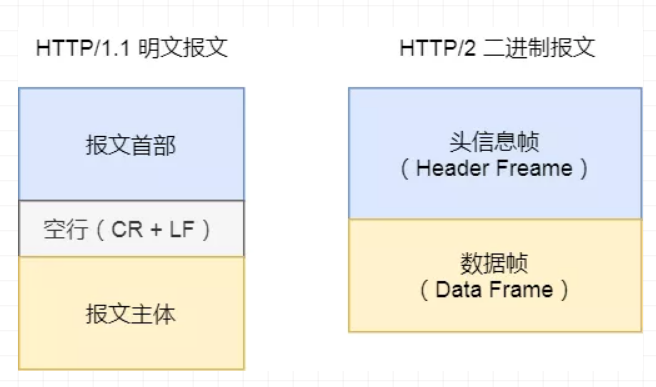 HTTP/1.1 明文报文
HTTP/2 二进制报文
报文首部
空行（CR + LF）
报文主体
头信息帧
（Header Freame）
数据帧
（Data Frame）